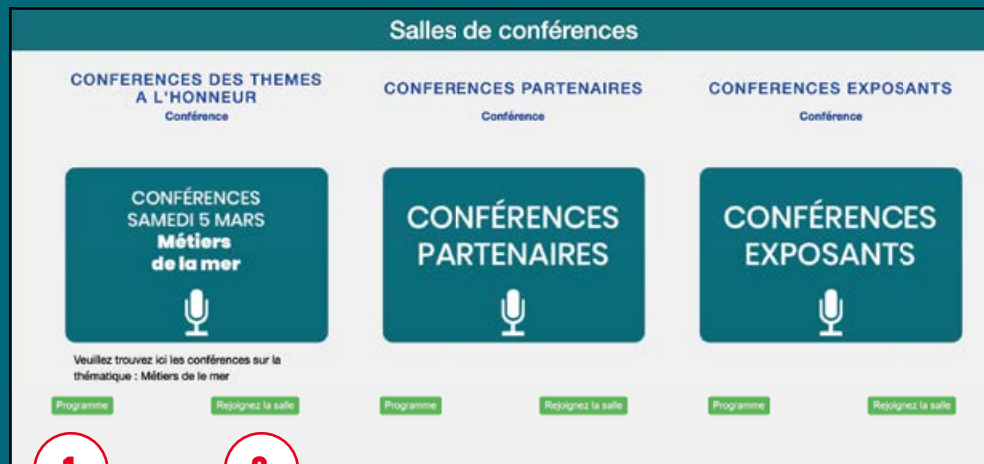 Salles de conférences
CONFERENCES DES THEMES
A L'HONNEUR
Conférence
CONFÉRENCES
SAMEDI 5 MARS
Métiers
de la mer
Veuillez trouvez ici les conférences sur la
thématique : Métiers de le mer
Programme
Rejoignez la salle
CONFERENCES PARTENAIRES
Conférence
CONFÉRENCES
PARTENAIRES
Programme
Rejoignez la salle
CONFERENCES EXPOSANTS
Conférence
CONFÉRENCES
EXPOSANTS
Programme
Rejoignez la salle
1